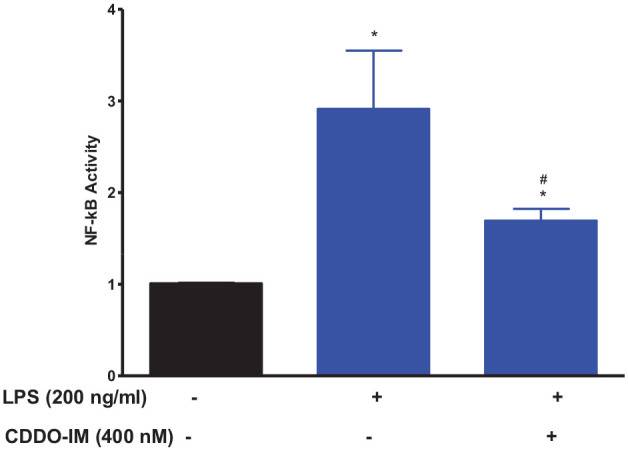 4
*
3
NF-kB Activity
#
2
*
1
0
LPS (200 ng/ml) - + +
CDDO-IM (400 nM) - - +